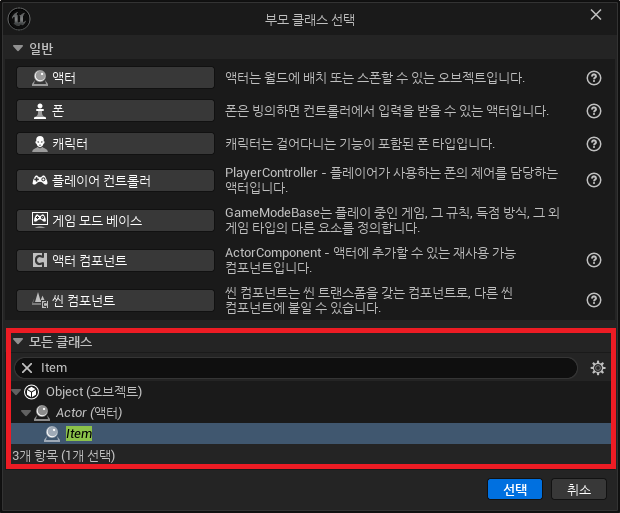 부모 클래스 선택
일반
액터
액터는 월드에 배치 또는 스폰할 수 있는 오브젝트입니다.
폰
폰은 빙의하면 컨트롤러에서 입력을 받을 수 있는 액터입니다.
캐릭터
캐릭터는 걸어다니는 기능이 포함된 폰 타입입니다.
플레이어 컨트롤러
PlayerController - 플레이어가 사용하는 폰의 제어를 담당하는
액터입니다.
게임 모드 베이스
GameModeBase는 플레이 중인 게임, 그 규칙, 득점 방식, 그 외
게임 타입의 다른 요소를 정의합니다.
액터 컴포넌트
ActorComponent - 액터에 추가할 수 있는 재사용 가능
컴포넌트입니다.
씬 컴포넌트
씬 컴포넌트는 씬 트랜스폼을 갖는 컴포넌트로, 다른 씬
컴포넌트에 붙일 수 있습니다.
모든 클래스
Item
Object (오브젝트)
Actor (액터)
Item
3개 항목 (1개 선택)
선택
취소